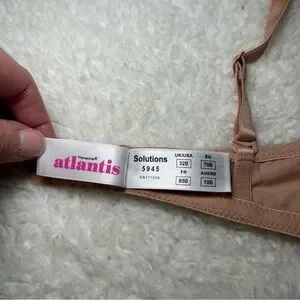 Panache®
atlantis
Solutions
5945
UK/USA
32B
EU
70B
FR
85B
AUS/NZ
10B